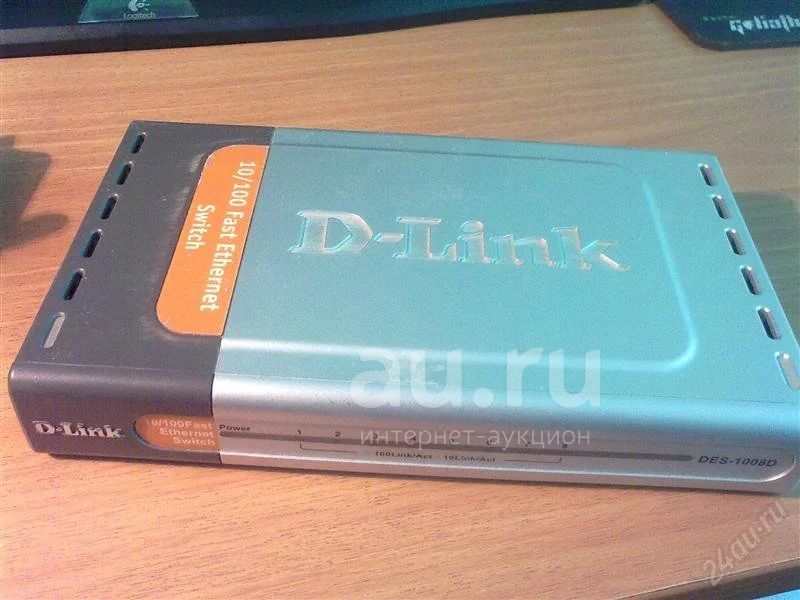 Logitech
10/100 Fast Ethernet
Switch
D-Link
au.ru
интернет-аукцион
D-Link
10/100Fast
Ethernet
Switch
Power
1 2
100Link/Act 10Link/Act
DES-1008D
24au.ru